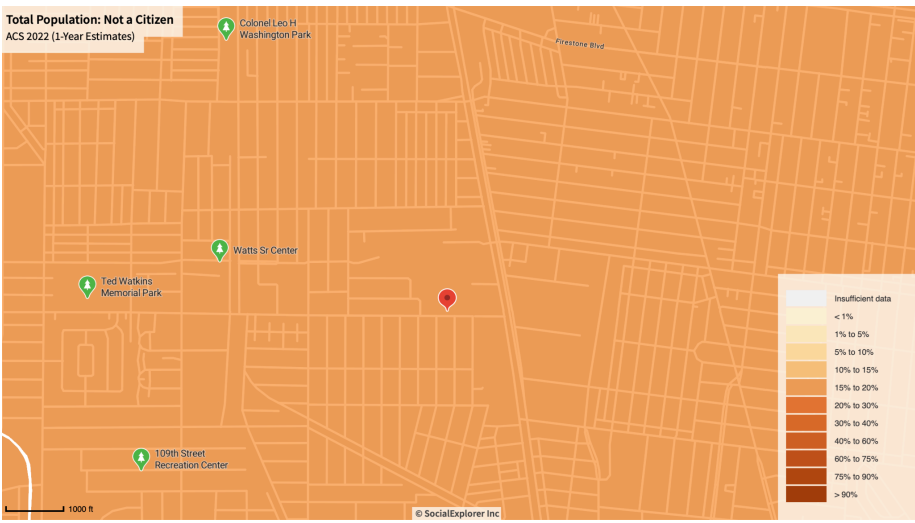 Total Population: Not a Citizen
ACS 2022 (1-Year Estimates)
Colonel Leo H
Washington Park
Firestone Blvd
Watts Sr Center
Ted Watkins
Memorial Park
109th Street
Recreation Center
Insufficient data
< 1%
1% to 5%
5% to 10%
10% to 15%
15% to 20%
20% to 30%
30% to 40%
40% to 60%
60% to 75%
75% to 90%
> 90%
1000 ft
© SocialExplorer Inc